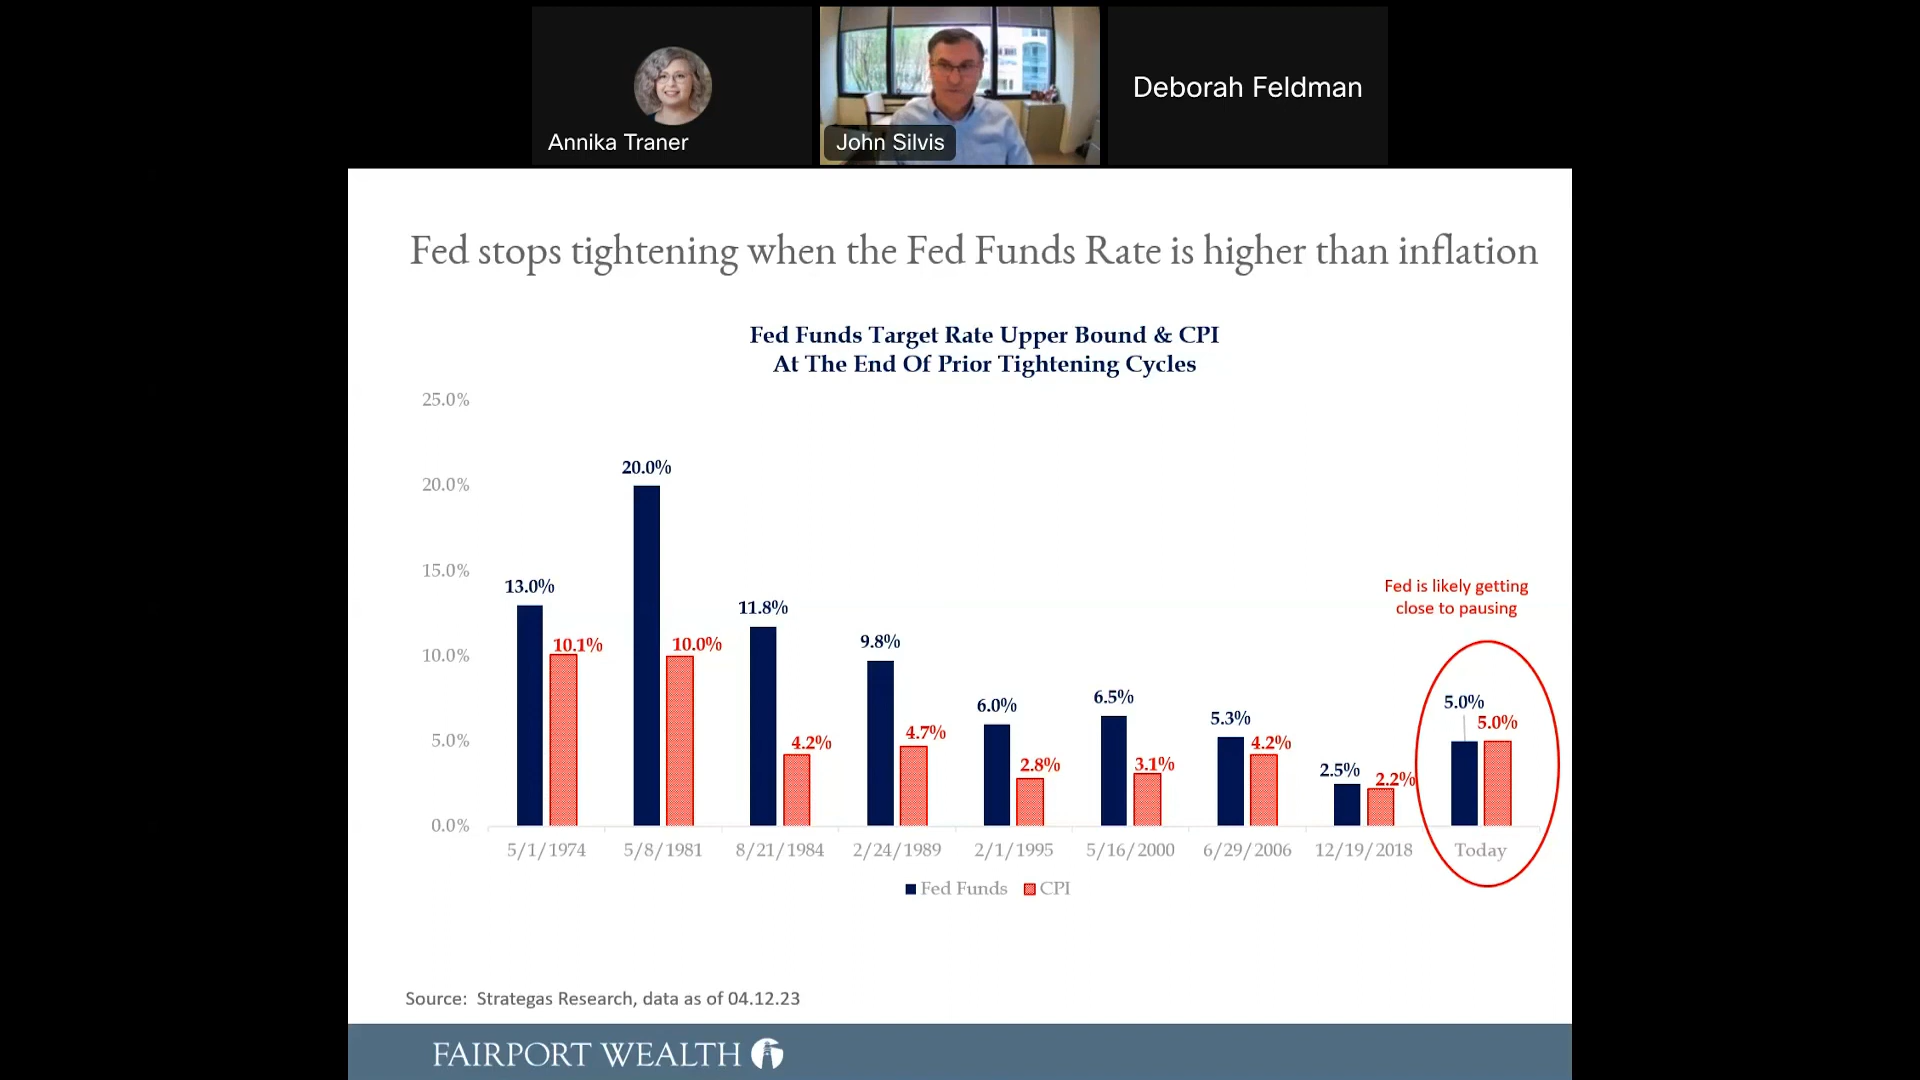 Annika Traner
John Silvis
Deborah Feldman
Fed stops tightening when the Fed Funds Rate is higher than inflation
Fed Funds Target Rate Upper Bound & CPI
At The End Of Prior Tightening Cycles
25.0%
20.0%
15.0%
10.0%
5.0%
0.0%
13.0%
10.1%
20.0%
10.0%
11.8%
4.2%
9.8%
4.7%
6.0%
2.8%
6.5%
3.1%
5.3%
4.2%
2.5%
2.2%
Fed is likely getting
close to pausing
5.0%
5.0%
5/1/1974 5/8/1981 8/21/1984 2/24/1989 2/1/1995 5/16/2000 6/29/2006 12/19/2018 Today
Fed Funds CPI
Source: Strategas Research, data as of 04.12.23
FAIRPORT WEALTH